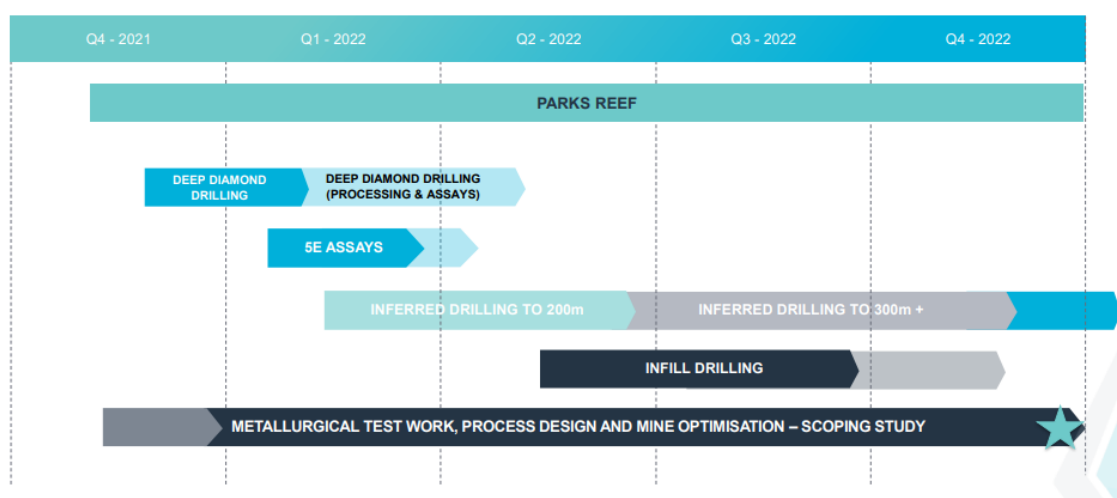 Q4 - 2021
Q1 - 2022
Q2 - 2022
Q3 - 2022
Q4 - 2022
PARKS REEF
DEEP DIAMOND
DRILLING
DEEP DIAMOND DRILLING
(PROCESSING & ASSAYS)
5E ASSAYS
INFERRED DRILLING TO 200m
INFERRED DRILLING TO 300m +
INFILL DRILLING
METALLURGICAL TEST WORK, PROCESS DESIGN AND MINE OPTIMISATION – SCOPING STUDY